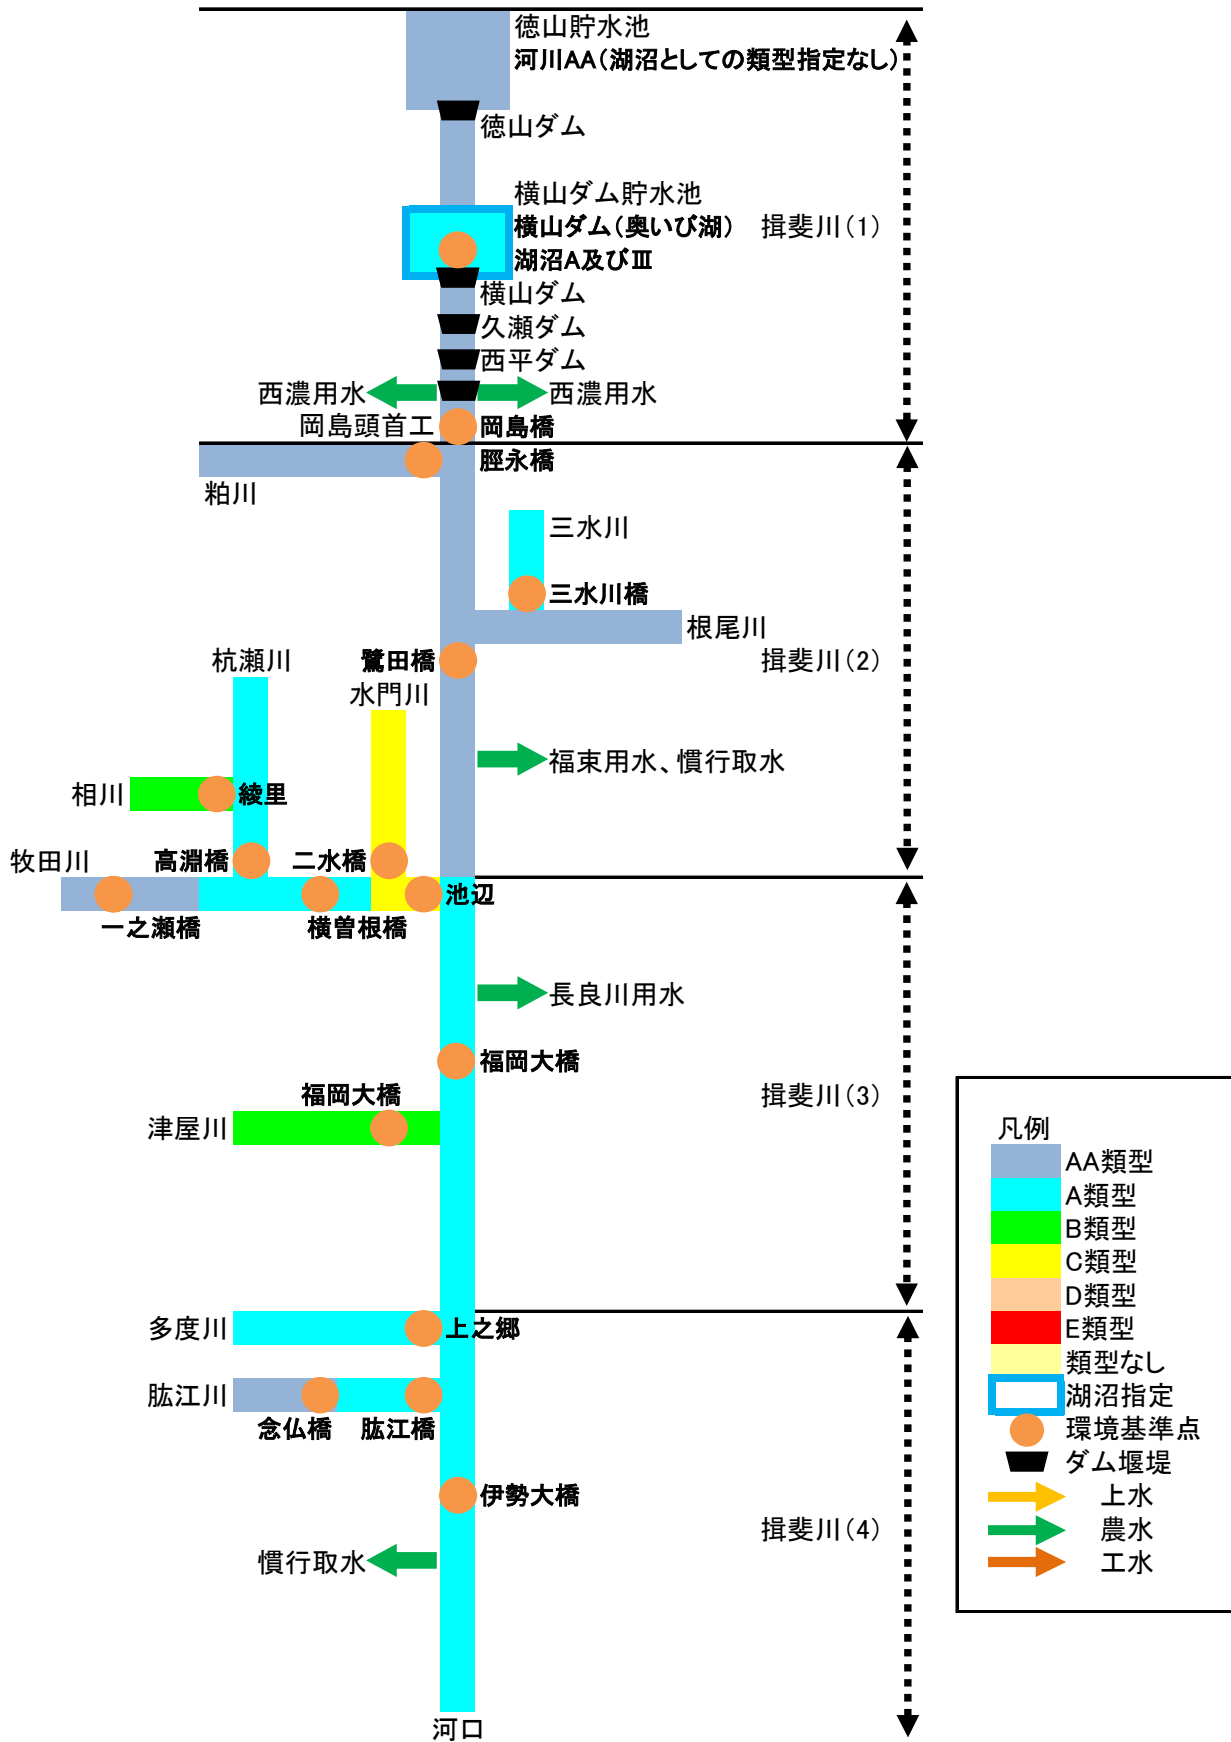 徳山貯水池
河川AA（湖沼としての類型指定なし）
徳山ダム
横山ダム貯水池
横山ダム（奥いび湖）
揖斐川（1）
湖沼A及びⅢ
横山ダム
久瀬ダム
西平ダム
西濃用水
西濃用水
岡島頭首工
岡島橋
脛永橋
粕川
三水川
三水川橋
根尾川
杭瀬川
鷺田橋
揖斐川（2）
水門川
福束用水、慣行取水
相川
綾里
牧田川
高淵橋
二水橋
池辺
一之瀬橋
横曽根橋
長良川用水
福岡大橋
福岡大橋
揖斐川（3）
津屋川
多度川
上之郷
肱江川
念仏橋
肱江橋
伊勢大橋
揖斐川（4）
慣行取水
河口
凡例
AA類型
A類型
B類型
C類型
D類型
E類型
類型なし
湖沼指定
環境基準点
ダム堰堤
上水
農水
工水